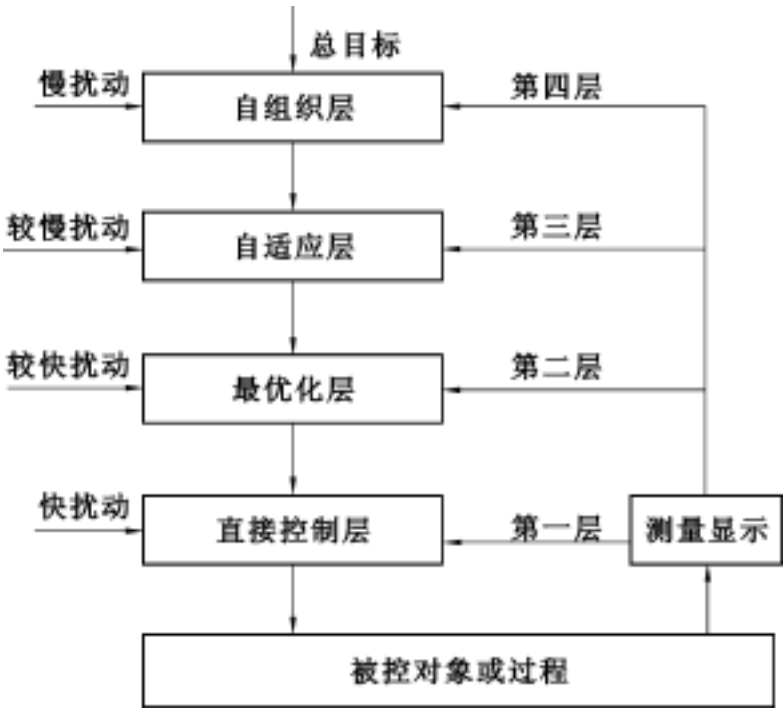 总目标
慢扰动
自组织层
第四层
较慢扰动
自适应层
第三层
较快扰动
最优化层
第二层
快扰动
直接控制层
第一层
测量显示
被控对象或过程